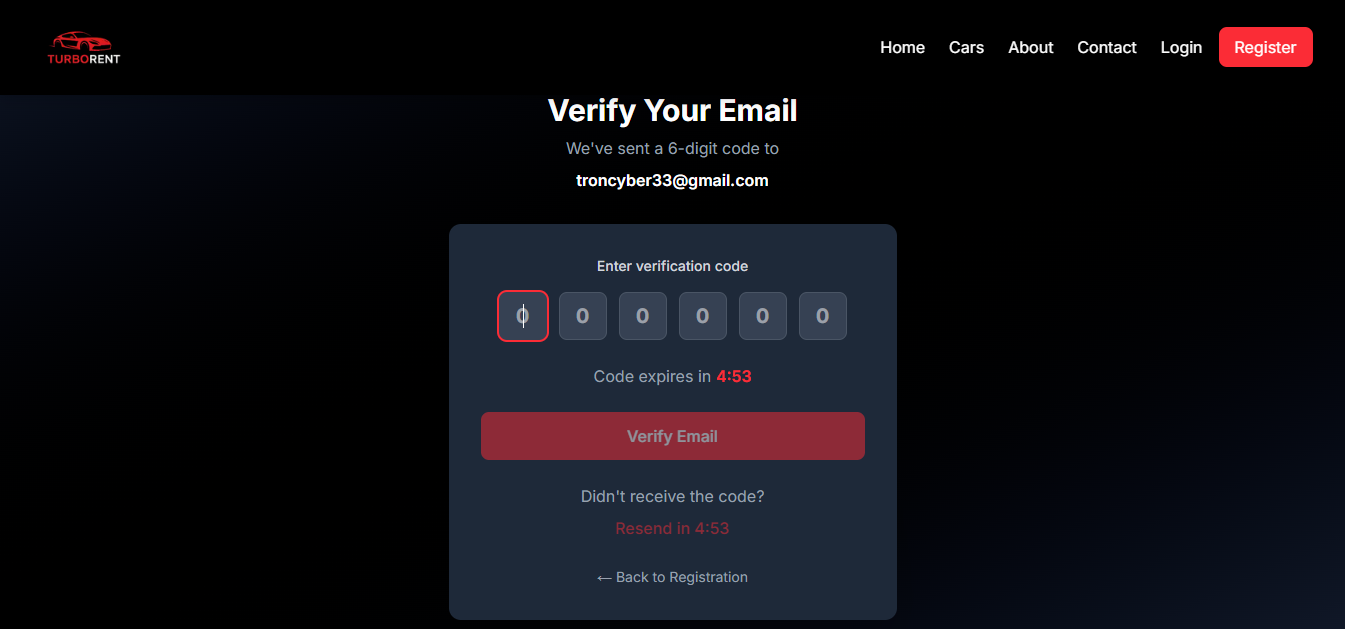 TURBORENT
Home Cars About Contact Login Register
Verify Your Email
We've sent a 6-digit code to
troncyber33@gmail.com
Enter verification code
0 0 0 0 0 0
Code expires in 4:53
Verify Email
Didn't receive the code?
Resend in 4:53
← Back to Registration